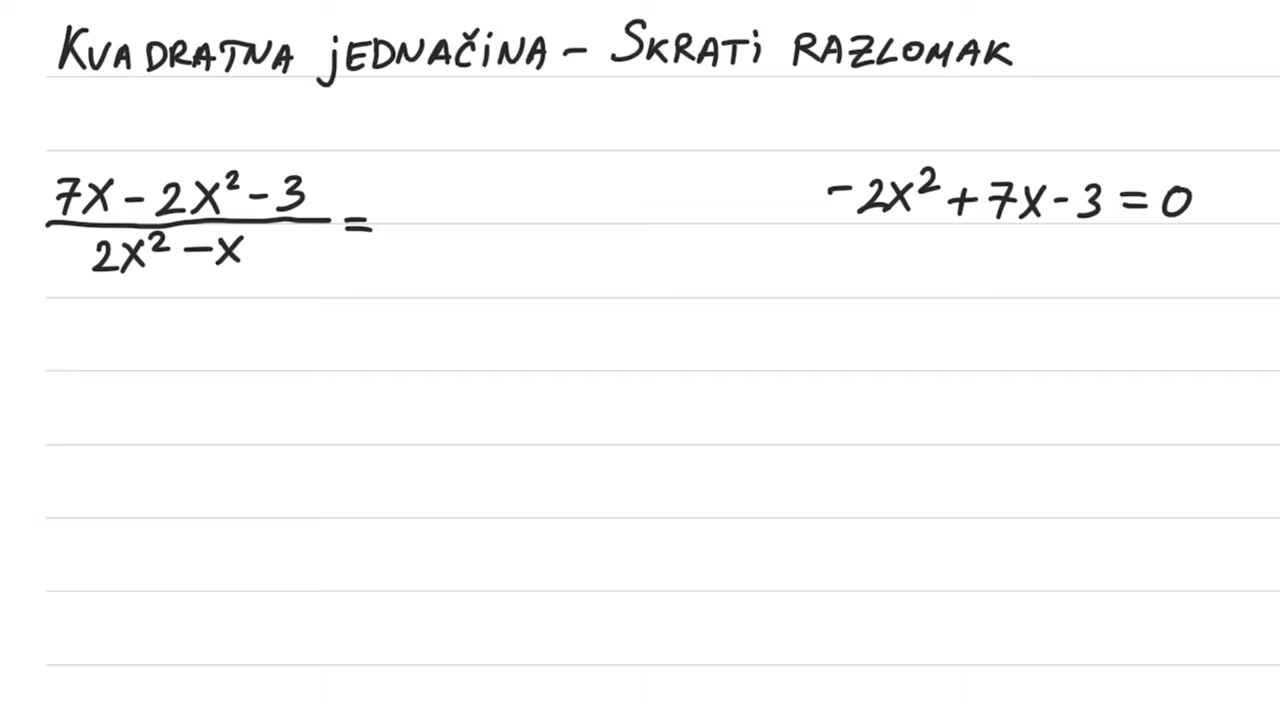 KVADRATNA JEDNAČINA - SKRATI RAZLOMAK
7x - 2x² - 3
2x² - x
=
-2x² + 7x - 3 = 0